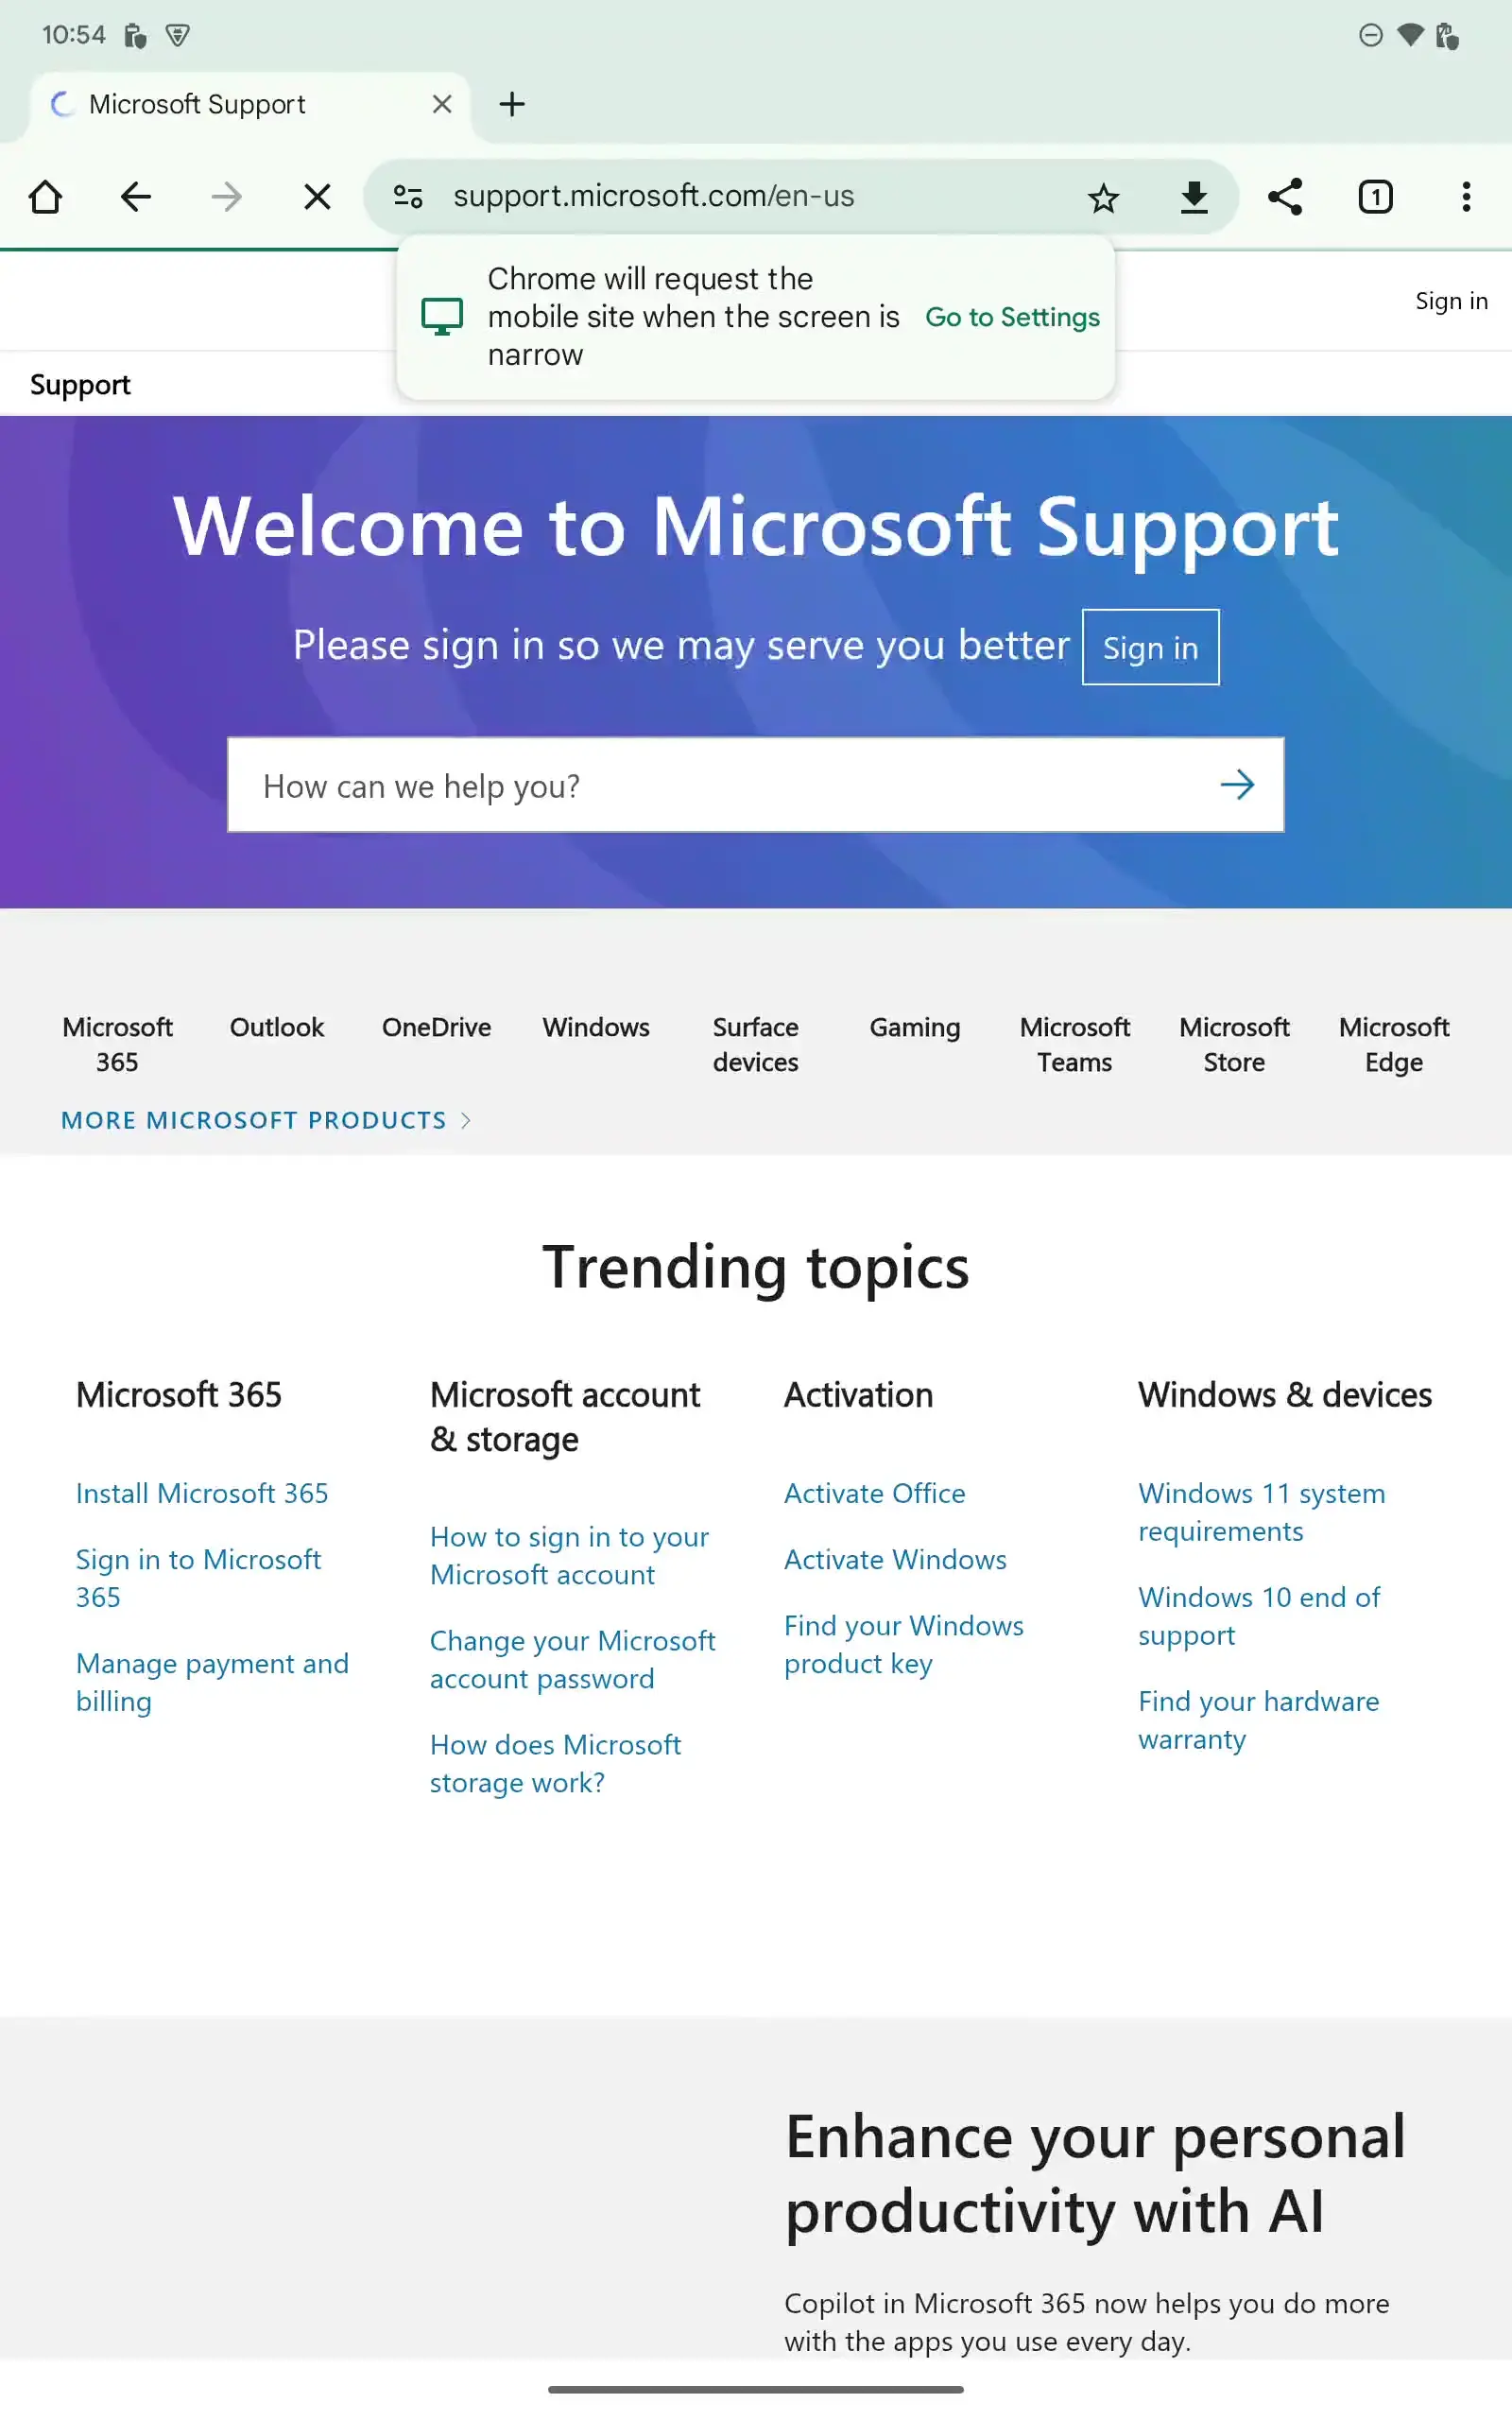 10:54
Microsoft Support
support.microsoft.com/en-us
1
Chrome will request the
mobile site when the screen is
narrow
Go to Settings
Sign in
Support
Welcome to Microsoft Support
Please sign in so we may serve you better
Sign in
How can we help you?
Microsoft
365
Outlook
OneDrive
Windows
Surface
devices
Gaming
Microsoft
Teams
Microsoft
Store
Microsoft
Edge
MORE MICROSOFT PRODUCTS
Trending topics
Microsoft 365
Install Microsoft 365
Sign in to Microsoft
365
Manage payment and
billing
Microsoft account
& storage
How to sign in to your
Microsoft account
Change your Microsoft
account password
How does Microsoft
storage work?
Activation
Activate Office
Activate Windows
Find your Windows
product key
Windows & devices
Windows 11 system
requirements
Windows 10 end of
support
Find your hardware
warranty
Enhance your personal
productivity with AI
Copilot in Microsoft 365 now helps you do more
with the apps you use every day.